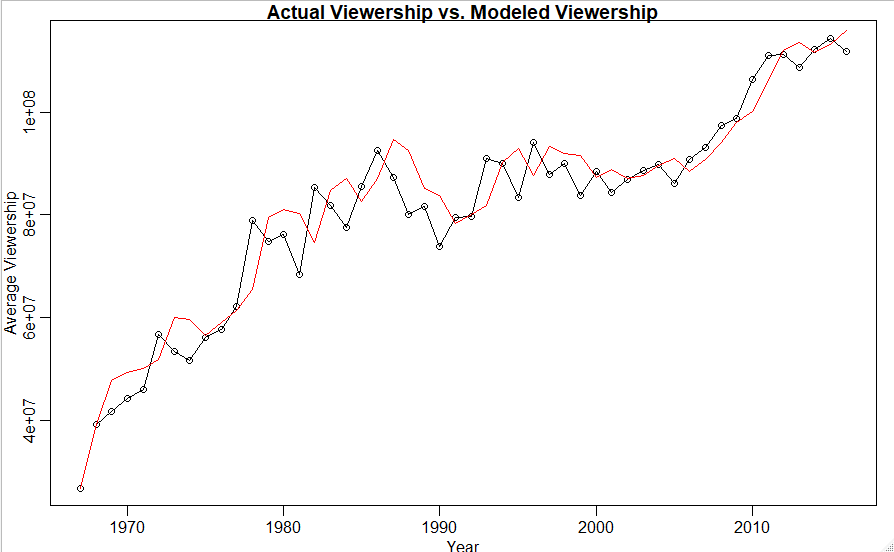 Actual Viewership vs. Modeled Viewership
1e+08
8e+07
6e+07
4e+07
Average Viewership
1970 1980 1990 2000 2010
Year